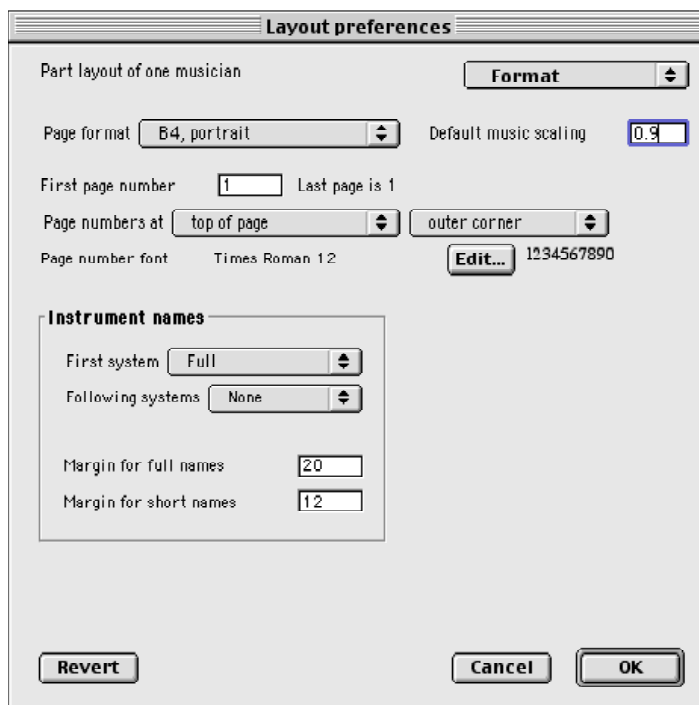 Layout preferences
Part layout of one musician Format
Page format B4, portrait Default music scaling 0.9
First page number 1 Last page is 1
Page numbers at top of page outer corner
Page number font Times Roman 12 Edit... 1234567890
Instrument names
First system Full
Following systems None
Margin for full names 20
Margin for short names 12
Revert Cancel OK